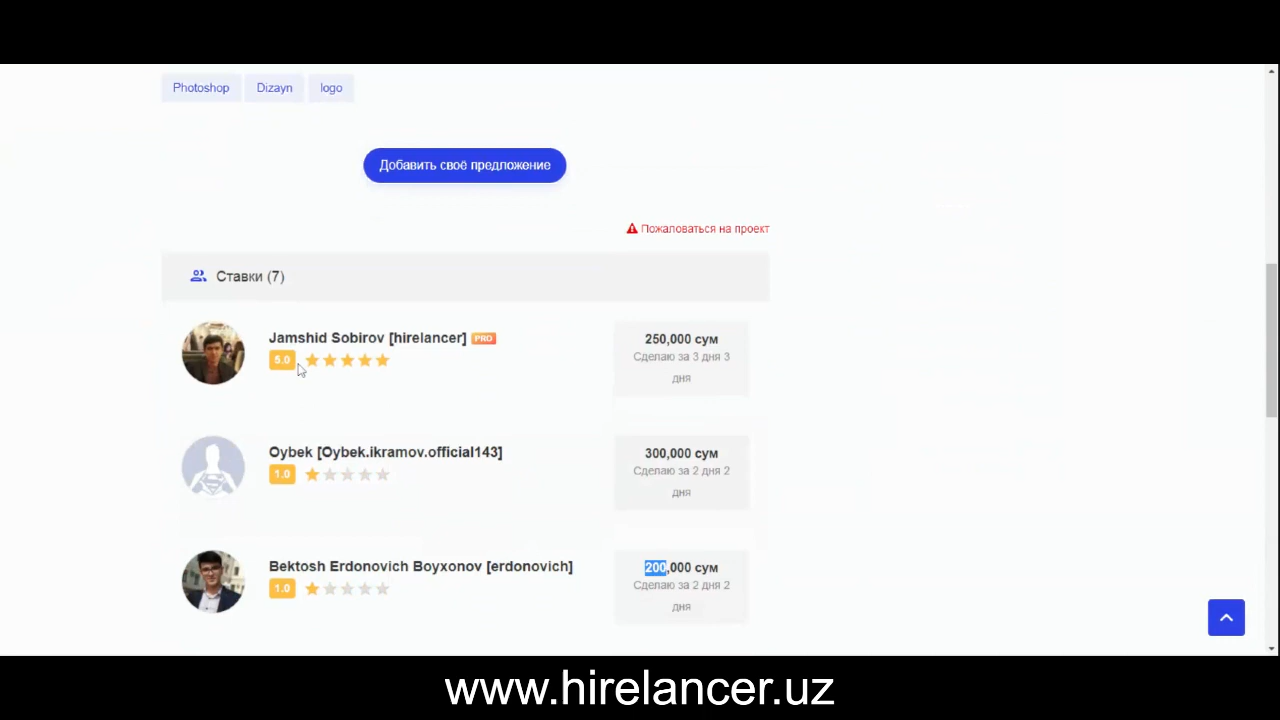 Photoshop Dizayn logo
Добавить своё предложение
Пожаловаться на проект
Ставки (7)
Jamshid Sobirov [hirelancer] PRO
5.0
250,000 сум
Сделаю за 3 дня 3
дня
Oybek [Oybek.ikramov.official143]
1.0
300,000 сум
Сделаю за 2 дня 2
дня
Bektosh Erdonovich Boyxonov [erdonovich]
1.0
200,000 сум
Сделаю за 2 дня 2
дня
www.hirelancer.uz